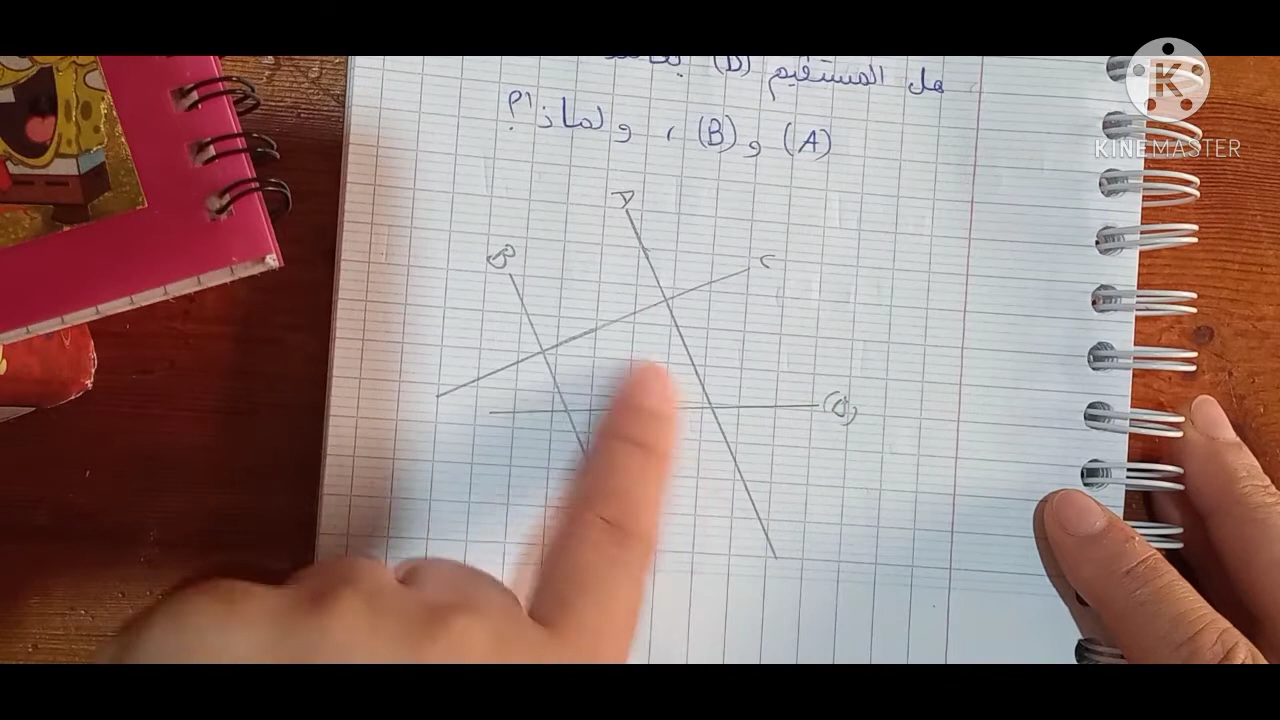 هل المستقيم (D)
(A) و (B) ، ولماذا؟
D
B
C
K
KINEMASTER